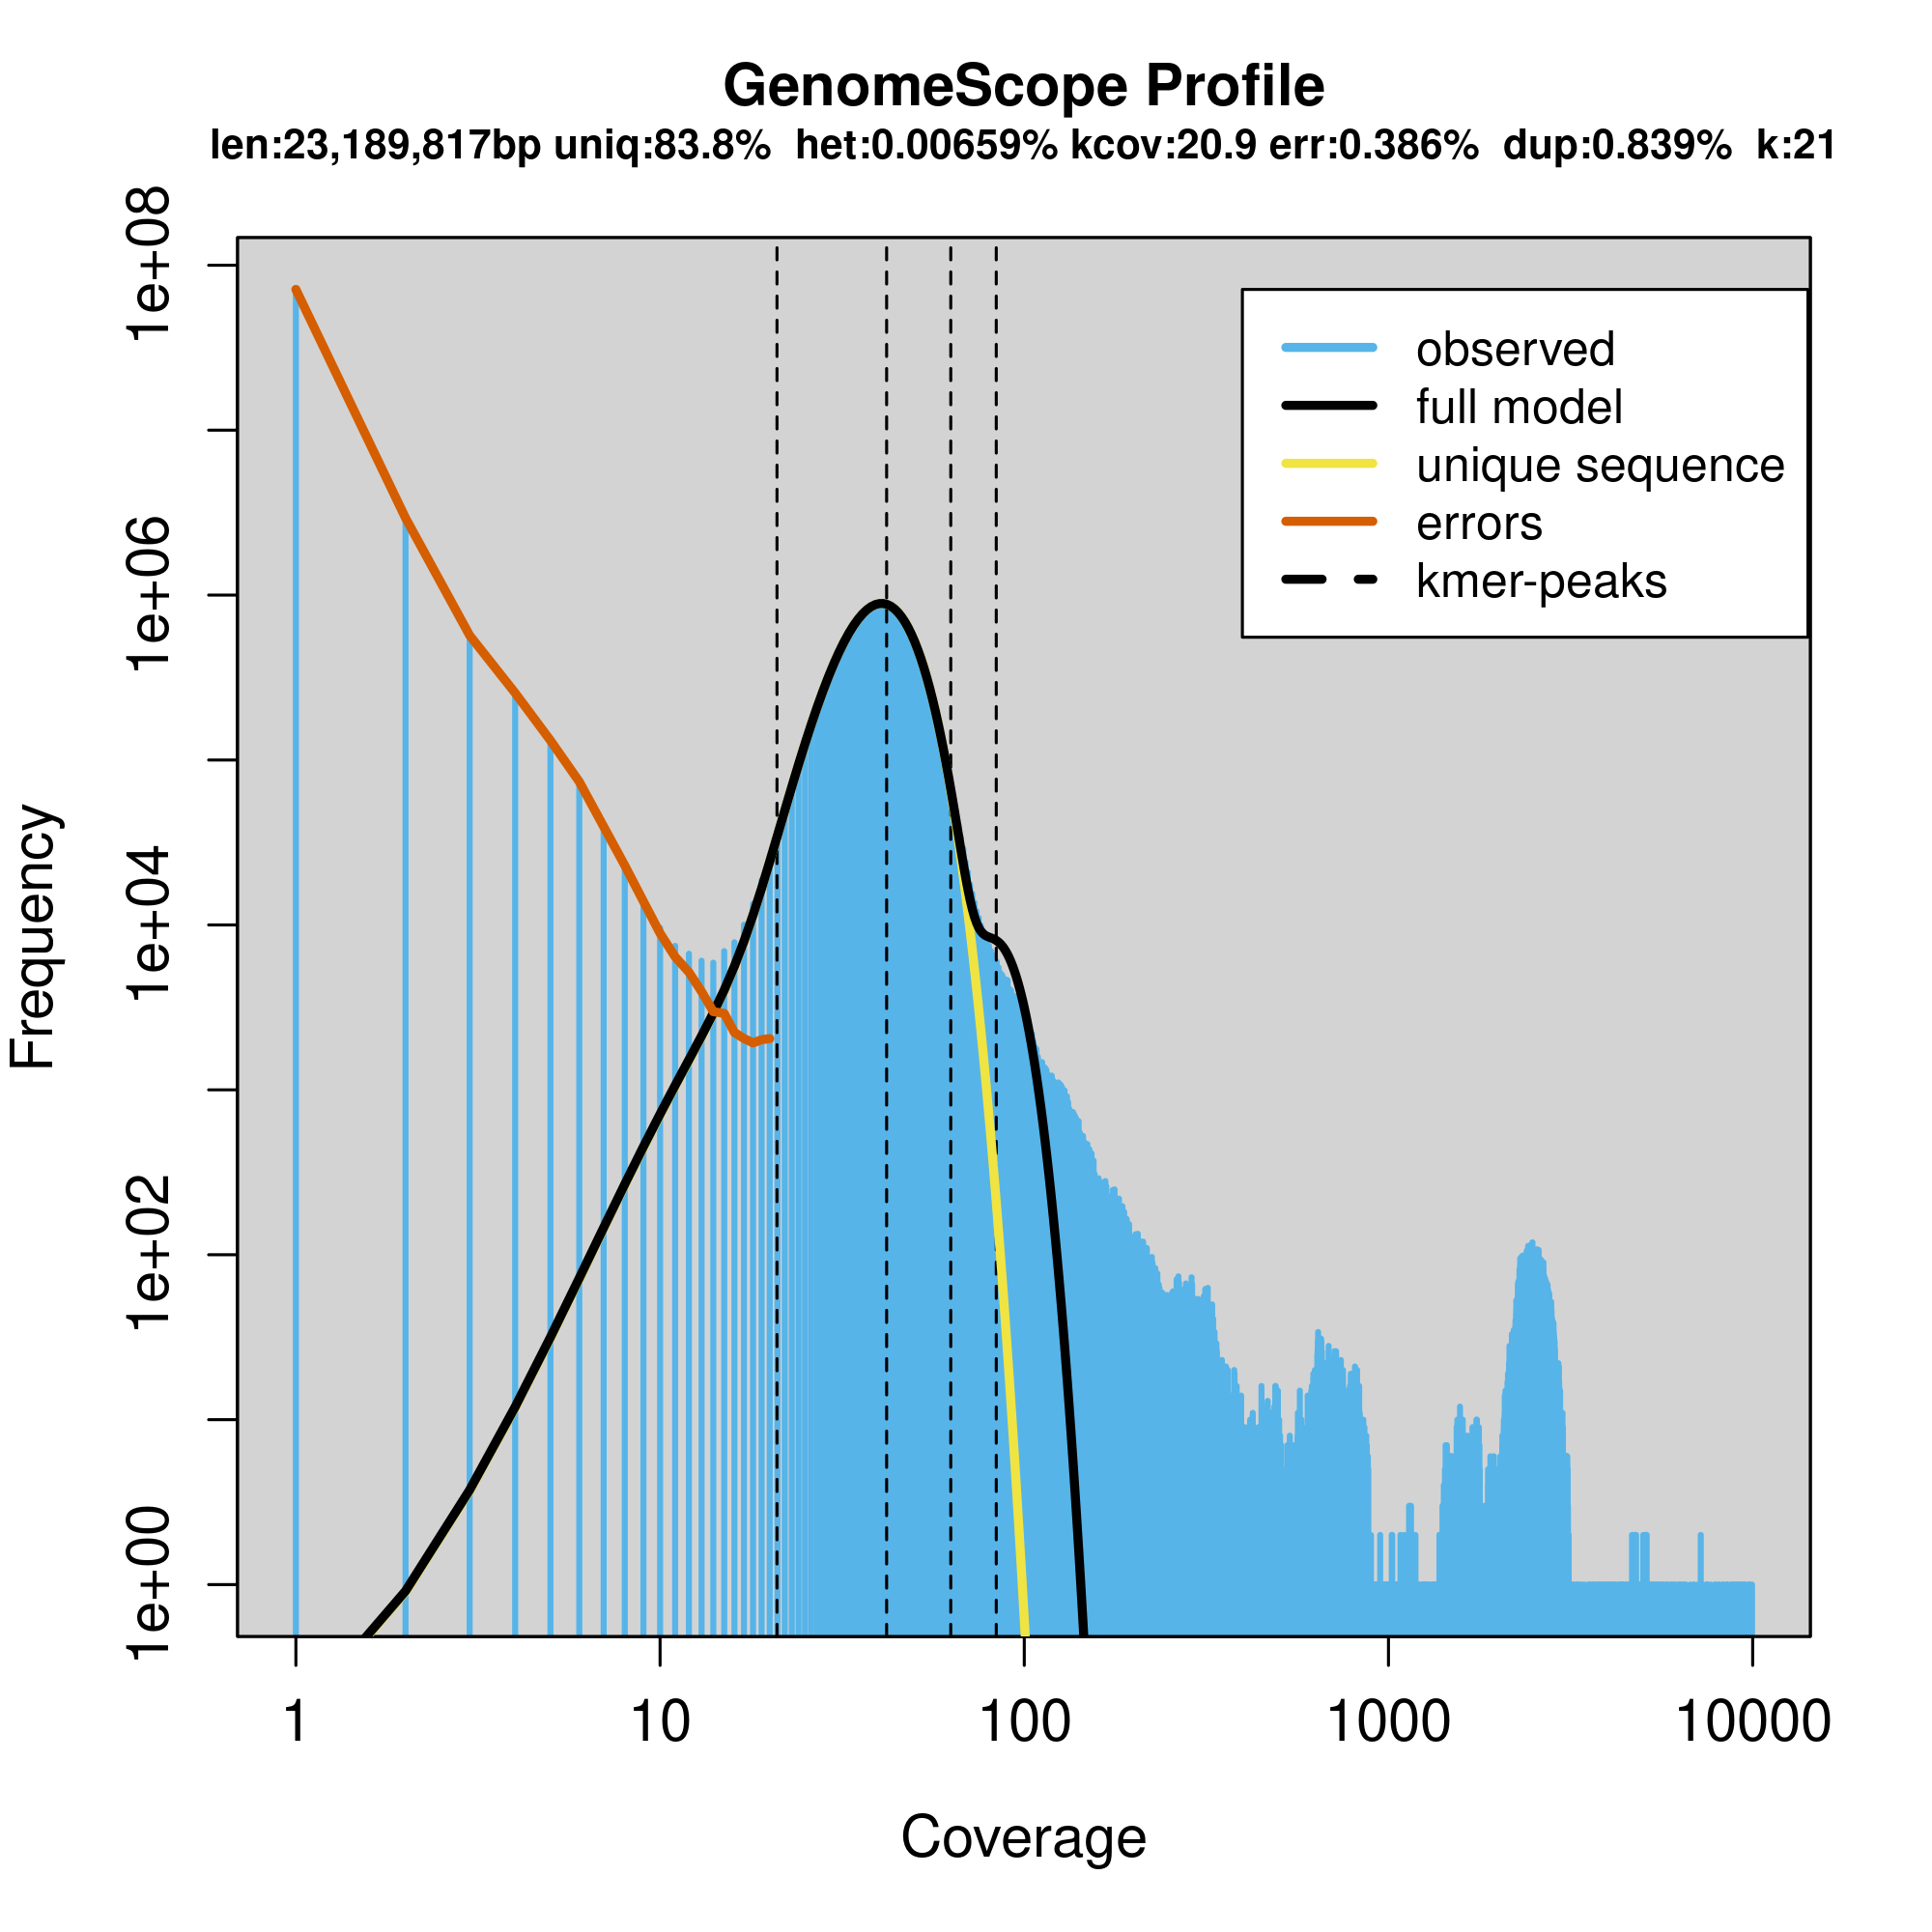 GenomeScope Profile
len:23,189,817bp uniq:83.8% het:0.00659% kcov:20.9 err:0.386% dup:0.839% k:21
Frequency
1e+08
1e+06
1e+04
1e+02
1e+00
observed
full model
unique sequence
errors
kmer-peaks
1 10 100 1000 10000
Coverage